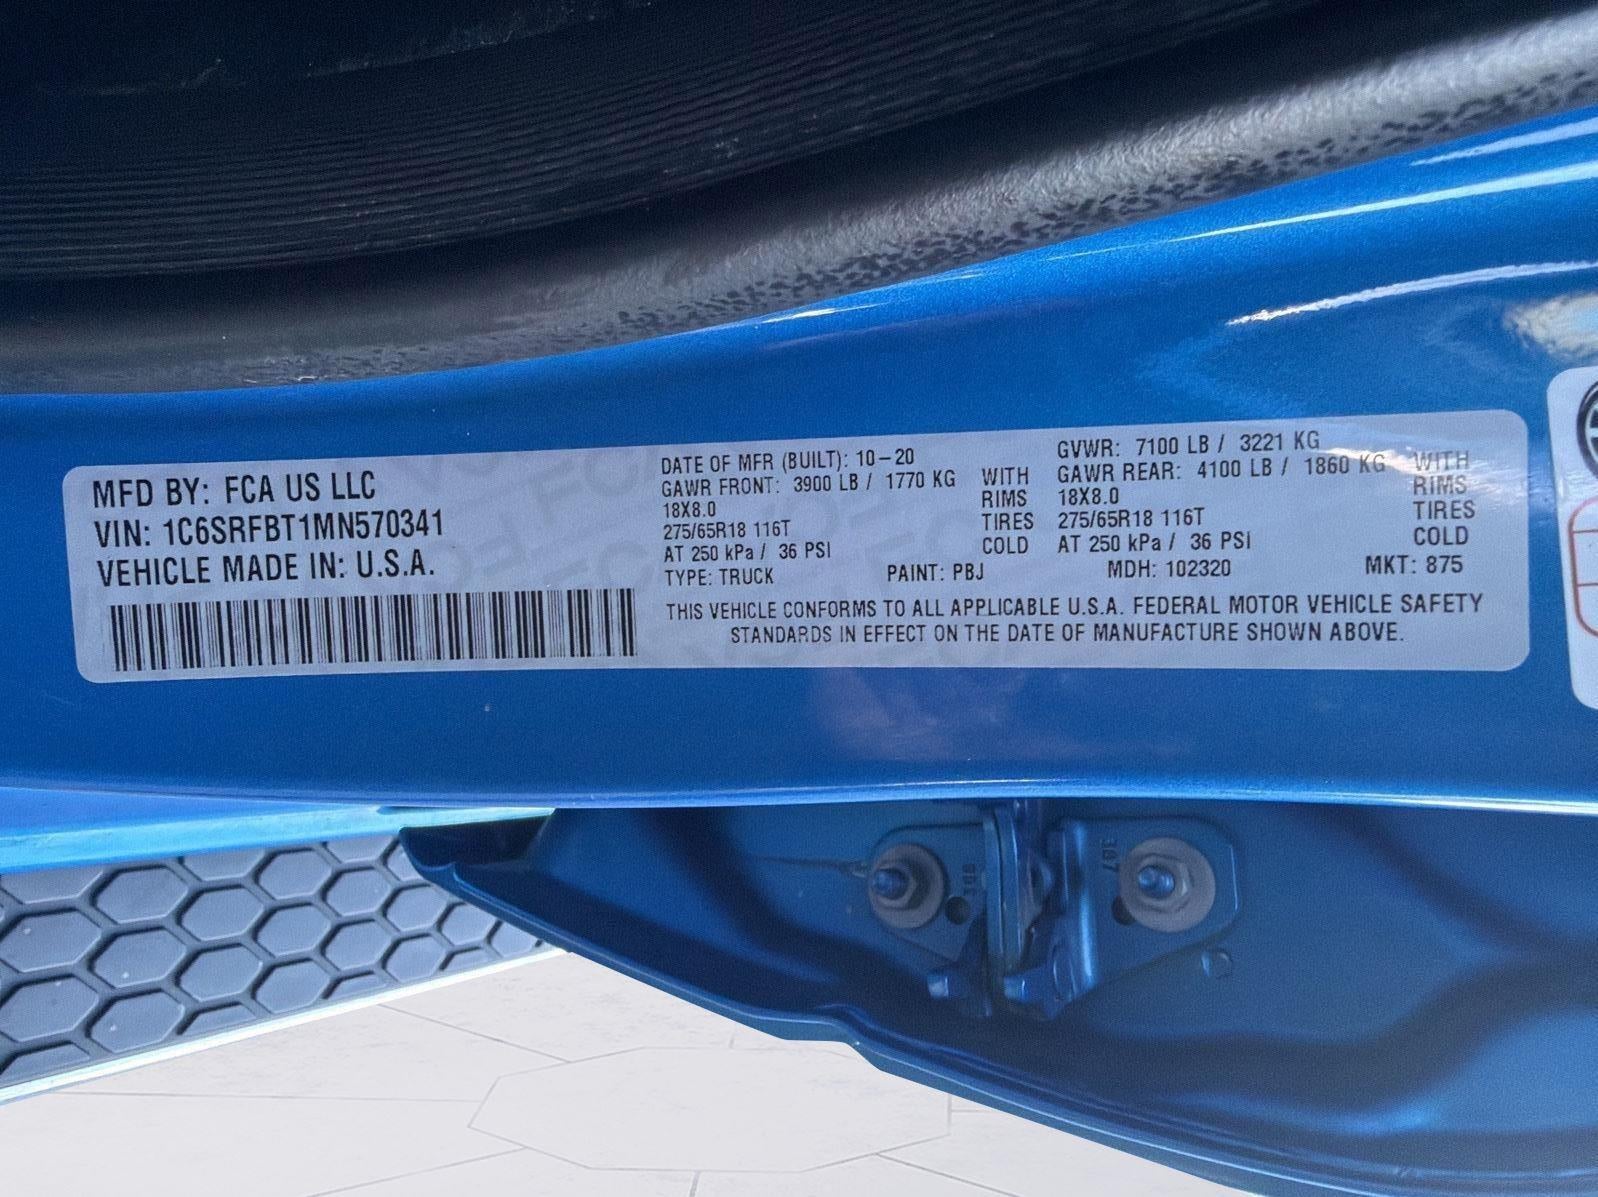 MFD BY: FCA US LLC
VIN: 1C6SRFBT1MN570341
VEHICLE MADE IN: U.S.A.
DATE OF MFR (BUILT): 10-20
GAWR FRONT: 3900 LB / 1770 KG WITH
18X8.0 RIMS
275/65R18 116T TIRES
AT 250 kPa / 36 PSI COLD
GVWR: 7100 LB / 3221 KG
GAWR REAR: 4100 LB / 1860 KG WITH
18X8.0 RIMS
275/65R18 116T TIRES
AT 250 kPa / 36 PSI COLD
TYPE: TRUCK PAINT: PBJ MDH: 102320 MKT: 875
THIS VEHICLE CONFORMS TO ALL APPLICABLE U.S.A. FEDERAL MOTOR VEHICLE SAFETY
STANDARDS IN EFFECT ON THE DATE OF MANUFACTURE SHOWN ABOVE.